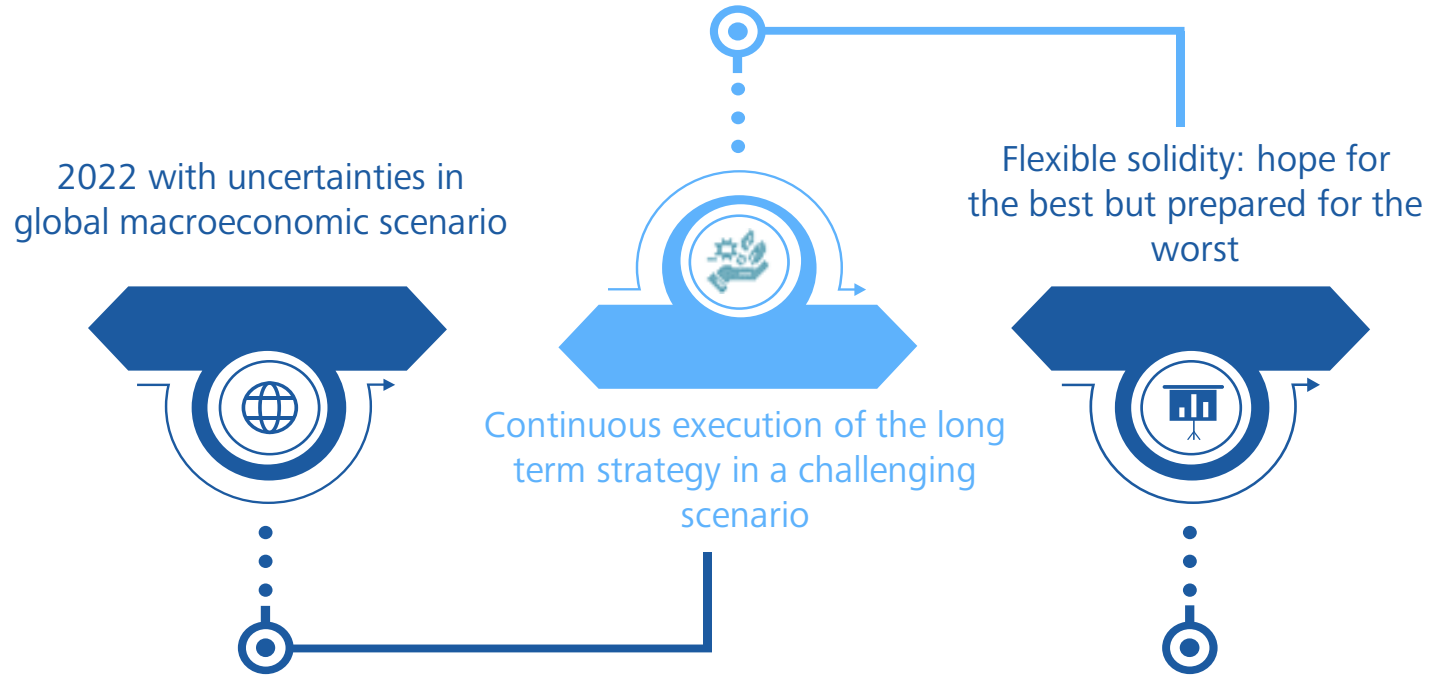 2022 with uncertainties in
global macroeconomic scenario
Continuous execution of the long
term strategy in a challenging
scenario
Flexible solidity: hope for
the best but prepared for the
worst